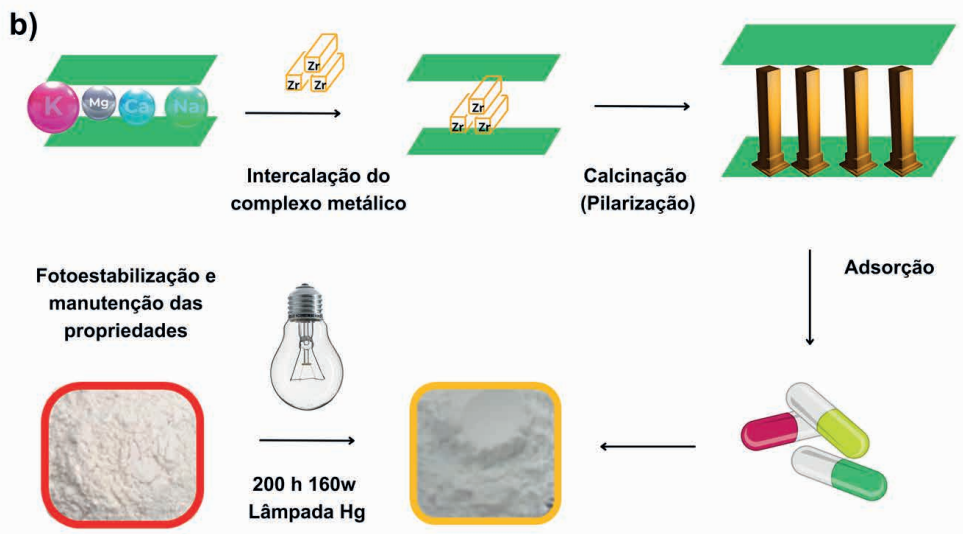 b)
K
Mg
Ca
Na
Zr
Zr
Zr
Intercalação do
complexo metálico
Zr
Zr
Zr
Calcinação
(Pilarização)
Adsorção
Fotoestabilização e
manutenção das
propriedades
200 h 160w
Lâmpada Hg